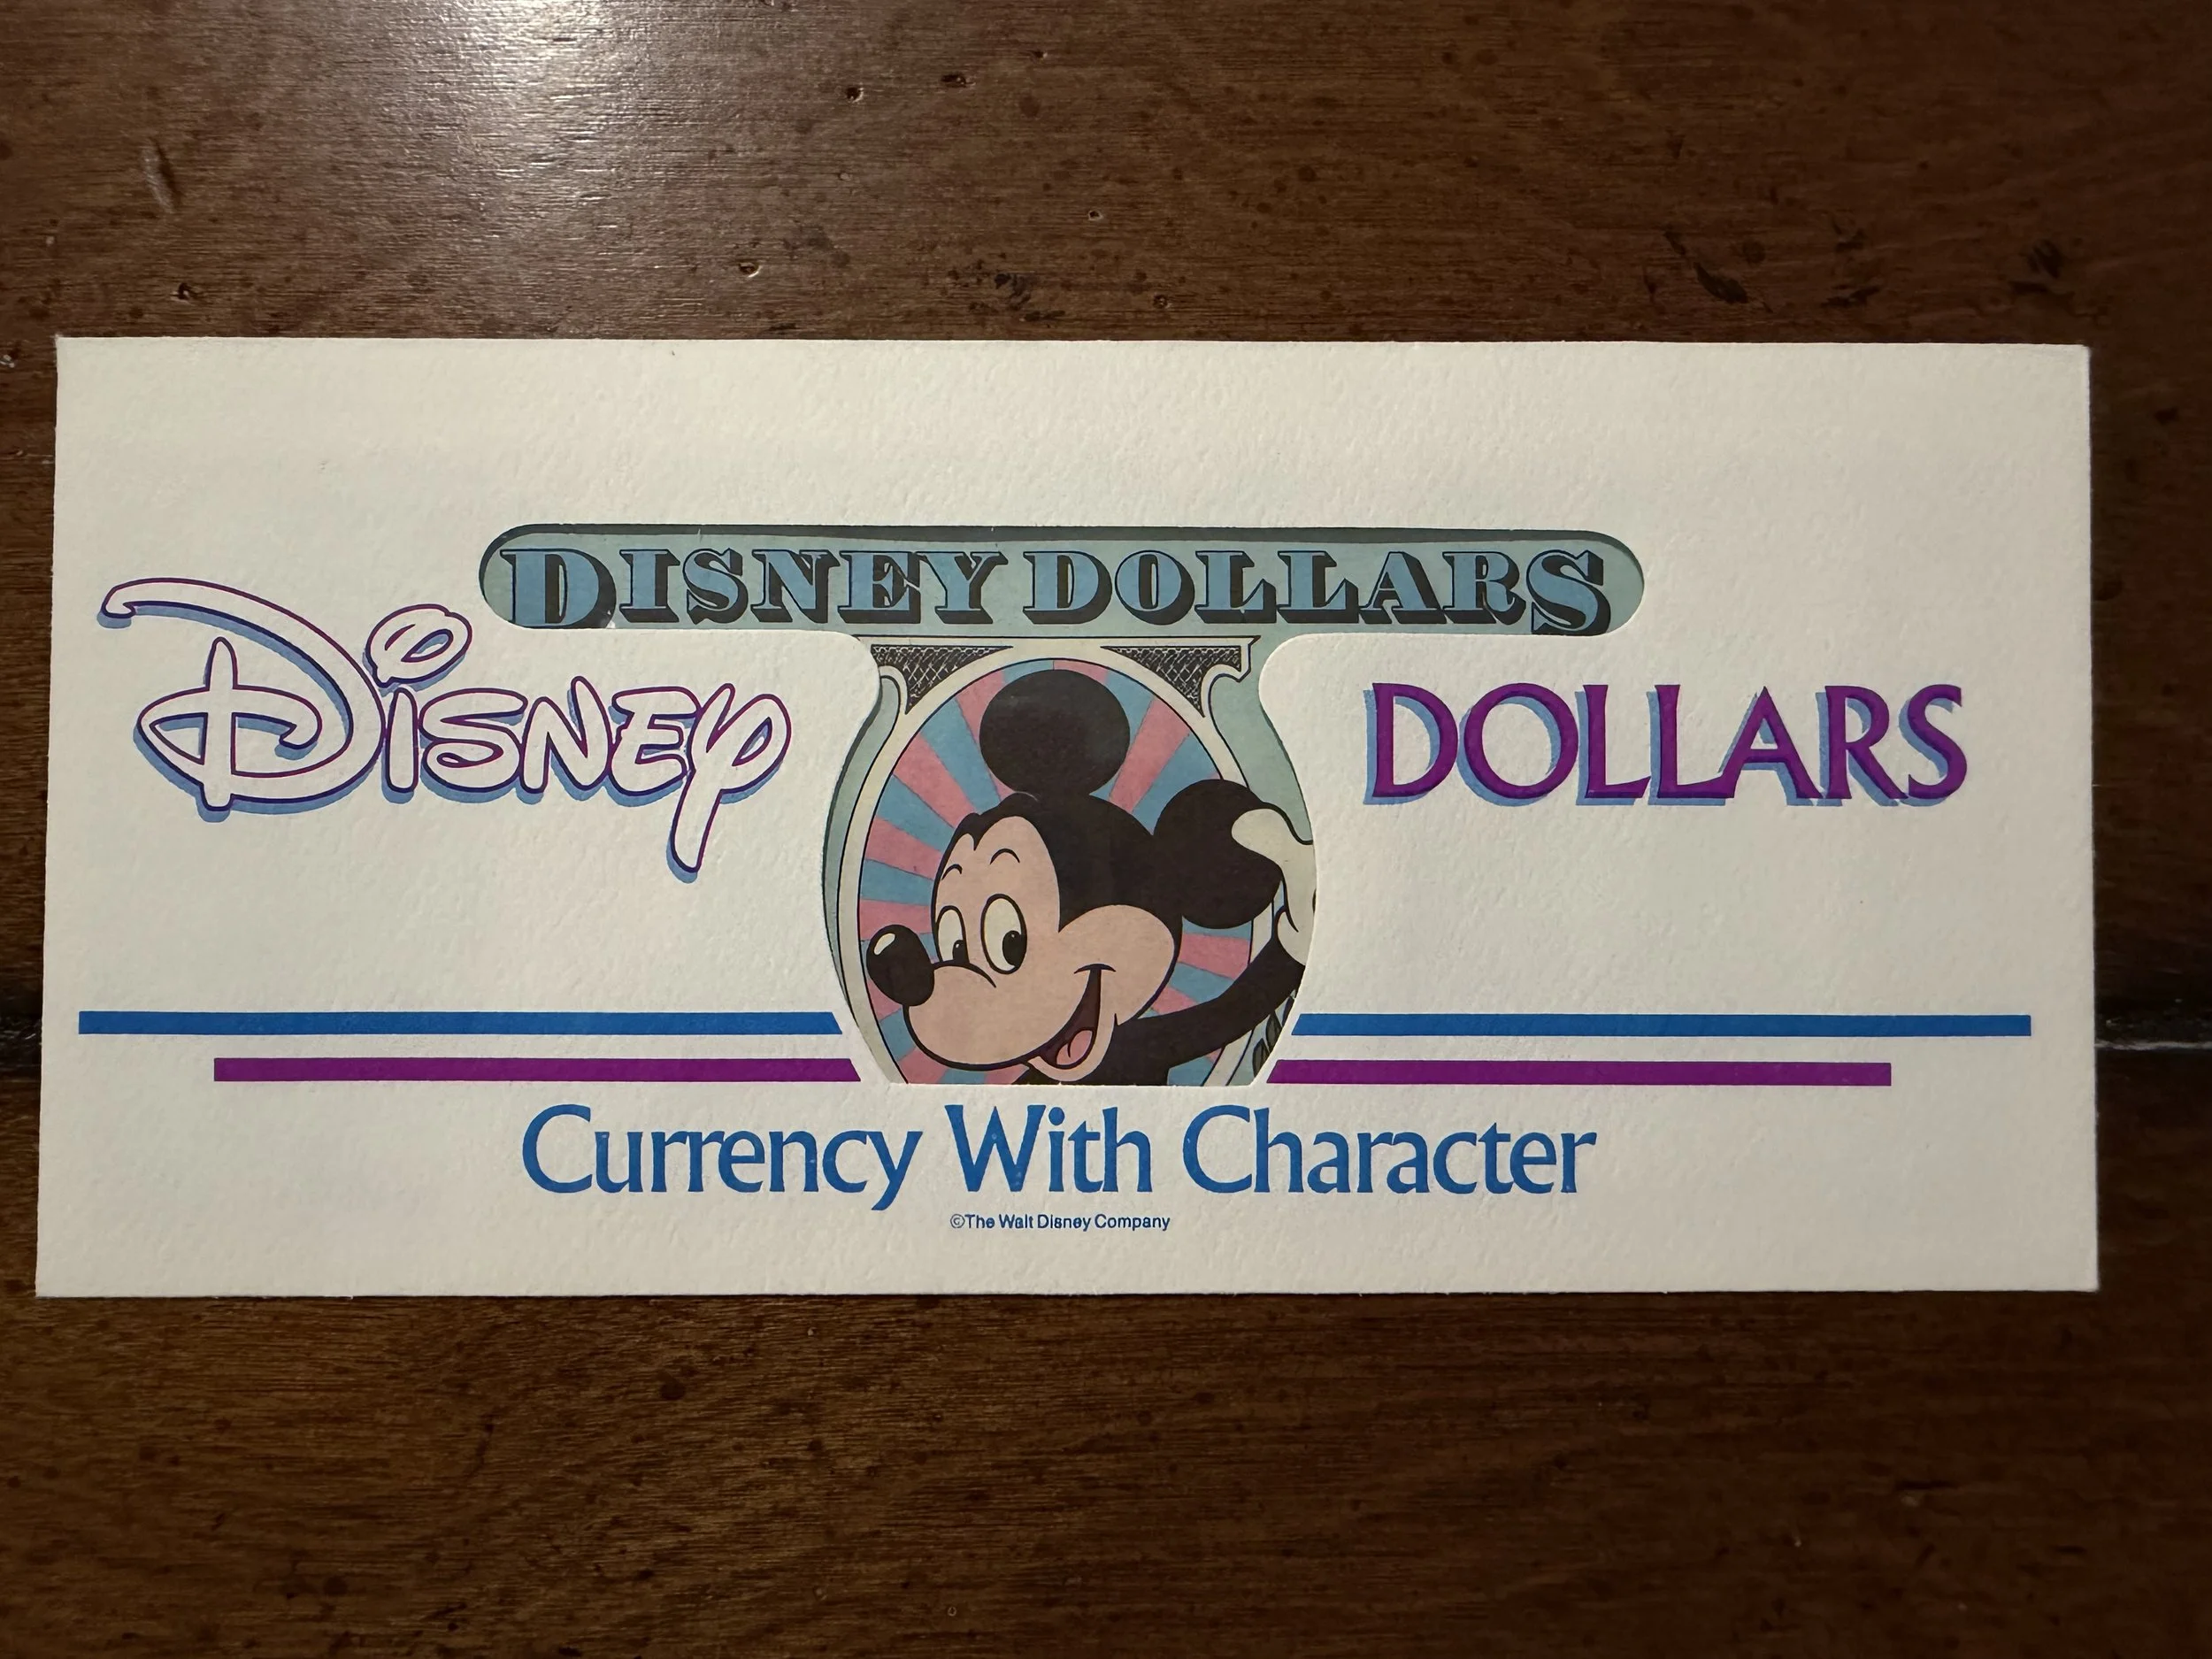 DISNEY DOLLARS
Disney
DOLLARS
Currency With Character
©The Walt Disney Company